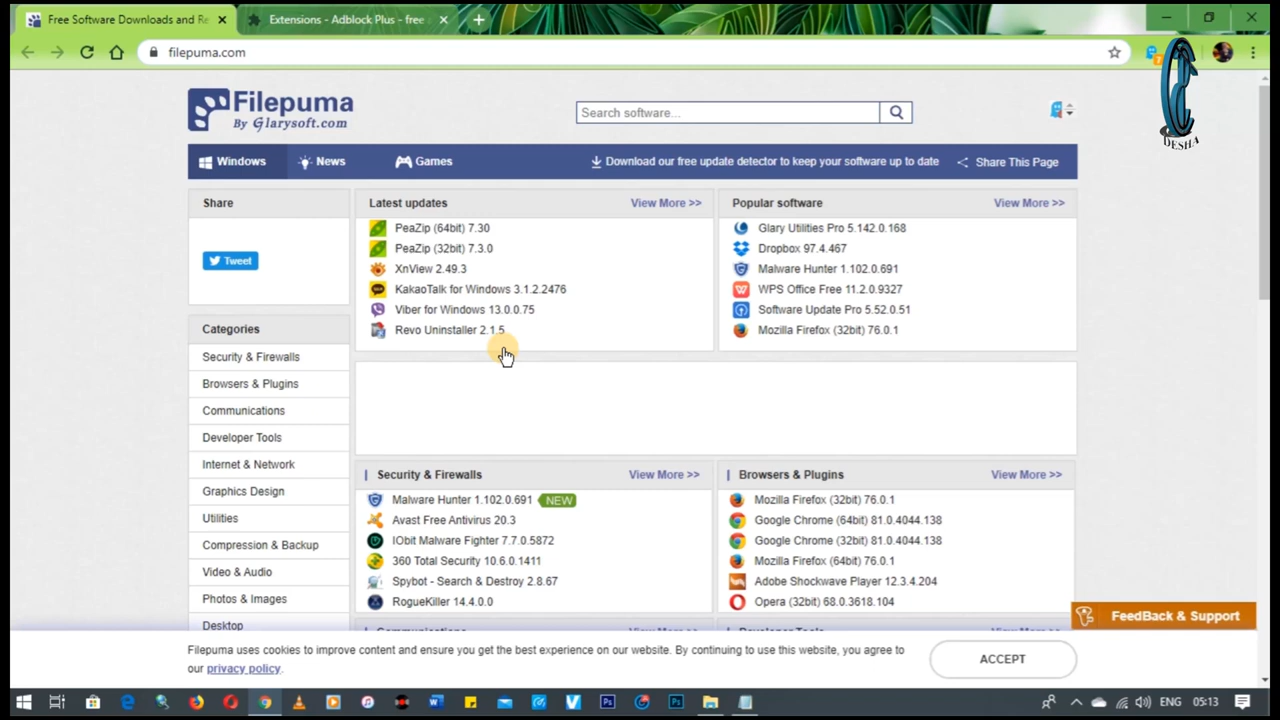 Free Software Downloads and Re
Extensions - Adblock Plus - free
filepuma.com
DESHA
Filepuma
By Glarysoft.com
Search software...
Windows
News
Games
Download our free update detector to keep your software up to date
Share This Page
Share
Tweet
Latest updates
View More >>
PeaZip (64bit) 7.30
PeaZip (32bit) 7.3.0
XnView 2.49.3
KakaoTalk for Windows 3.1.2.2476
Viber for Windows 13.0.0.75
Revo Uninstaller 2.1.5
Popular software
View More >>
Glary Utilities Pro 5.142.0.168
Dropbox 97.4.467
Malware Hunter 1.102.0.691
WPS Office Free 11.2.0.9327
Software Update Pro 5.52.0.51
Mozilla Firefox (32bit) 76.0.1
Categories
Security & Firewalls
Browsers & Plugins
Communications
Developer Tools
Internet & Network
Graphics Design
Utilities
Compression & Backup
Video & Audio
Photos & Images
Desktop
Security & Firewalls
View More >>
Malware Hunter 1.102.0.691 NEW
Avast Free Antivirus 20.3
IObit Malware Fighter 7.7.0.5872
360 Total Security 10.6.0.1411
Spybot - Search & Destroy 2.8.67
RogueKiller 14.4.0.0
Browsers & Plugins
View More >>
Mozilla Firefox (32bit) 76.0.1
Google Chrome (64bit) 81.0.4044.138
Google Chrome (32bit) 81.0.4044.138
Mozilla Firefox (64bit) 76.0.1
Adobe Shockwave Player 12.3.4.204
Opera (32bit) 68.0.3618.104
FeedBack & Support
Filepuma uses cookies to improve content and ensure you get the best experience on our website. By continuing to use this website, you agree to
our privacy policy.
ACCEPT
ENG
05:13